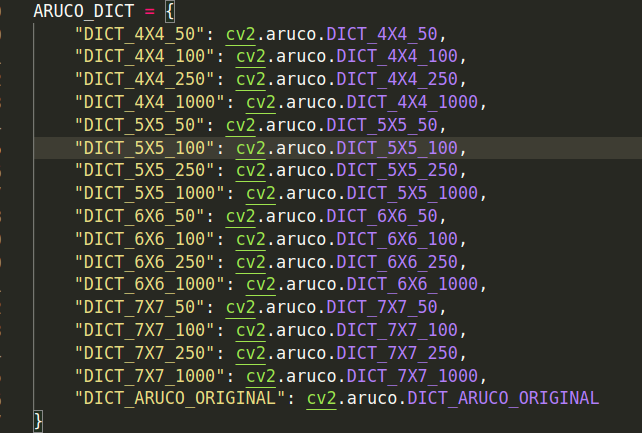 ARUCO_DICT = {
"DICT_4X4_50": cv2.aruco.DICT_4X4_50,
"DICT_4X4_100": cv2.aruco.DICT_4X4_100,
"DICT_4X4_250": cv2.aruco.DICT_4X4_250,
"DICT_4X4_1000": cv2.aruco.DICT_4X4_1000,
"DICT_5X5_50": cv2.aruco.DICT_5X5_50,
"DICT_5X5_100": cv2.aruco.DICT_5X5_100,
"DICT_5X5_250": cv2.aruco.DICT_5X5_250,
"DICT_5X5_1000": cv2.aruco.DICT_5X5_1000,
"DICT_6X6_50": cv2.aruco.DICT_6X6_50,
"DICT_6X6_100": cv2.aruco.DICT_6X6_100,
"DICT_6X6_250": cv2.aruco.DICT_6X6_250,
"DICT_6X6_1000": cv2.aruco.DICT_6X6_1000,
"DICT_7X7_50": cv2.aruco.DICT_7X7_50,
"DICT_7X7_100": cv2.aruco.DICT_7X7_100,
"DICT_7X7_250": cv2.aruco.DICT_7X7_250,
"DICT_7X7_1000": cv2.aruco.DICT_7X7_1000,
"DICT_ARUCO_ORIGINAL": cv2.aruco.DICT_ARUCO_ORIGINAL
}